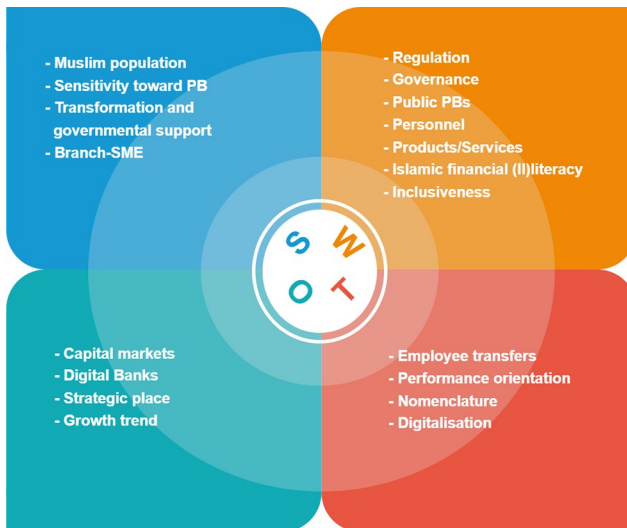 - Muslim population
- Sensitivity toward PB
- Transformation and
governmental support
- Branch-SME
- Regulation
- Governance
- Public PBs
- Personnel
- Products/Services
- Islamic financial (Il)literacy
- Inclusiveness
S
W
O
T
- Capital markets
- Digital Banks
- Strategic place
- Growth trend
- Employee transfers
- Performance orientation
- Nomenclature
- Digitalisation